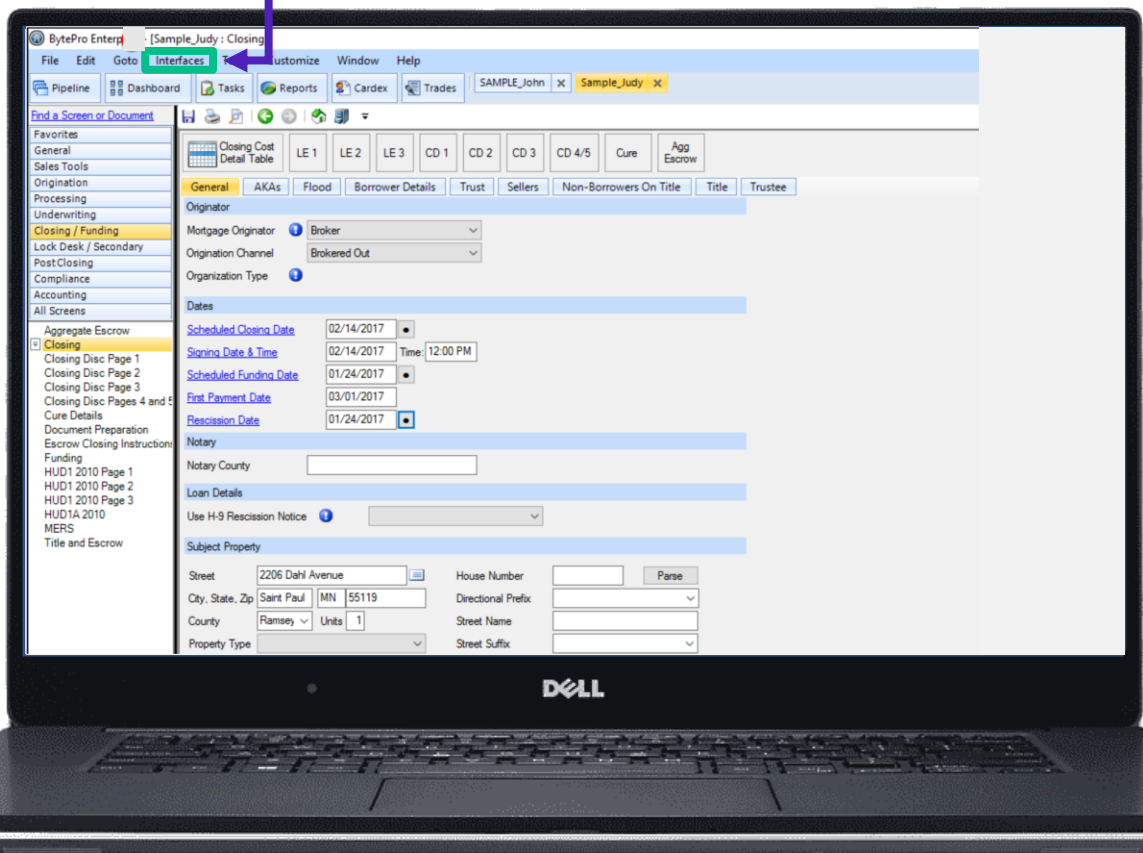 BytePro Enterp [Sample_Judy : Closing
File Edit Goto Interfaces T ustomize Window Help
Pipeline Dashboard Tasks Reports Cardex Trades SAMPLE_John X Sample_Judy X
Find a Screen or Document
Favorites
General
Sales Tools
Origination
Processing
Underwriting
Closing / Funding
Lock Desk / Secondary
PostClosing
Compliance
Accounting
All Screens
Aggregate Escrow
Closing
Closing Disc Page 1
Closing Disc Page 2
Closing Disc Page 3
Closing Disc Pages 4 and 5
Cure Details
Document Preparation
Escrow Closing Instructions
Funding
HUD1 2010 Page 1
HUD1 2010 Page 2
HUD1 2010 Page 3
HUD1A 2010
MERS
Title and Escrow
Closing Cost
Detail Table
LE 1 LE 2 LE 3 CD 1 CD 2 CD 3 CD 4/5 Cure
Agg
Escrow
General AKAs Flood Borrower Details Trust Sellers Non-Borrowers On Title Title Trustee
Originator
Mortgage Originator Broker
Origination Channel Brokered Out
Organization Type
Dates
Scheduled Closing Date 02/14/2017
Signing Date & Time 02/14/2017 Time: 12:00 PM
Scheduled Funding Date 01/24/2017
First Payment Date 03/01/2017
Rescission Date 01/24/2017
Notary
Notary County
Loan Details
Use H-9 Rescission Notice
Subject Property
Street 2206 Dahl Avenue House Number Parse
City, State, Zip Saint Paul MN 55119 Directional Prefix
County Ramsey Units 1 Street Name
Property Type Street Suffix
DELL